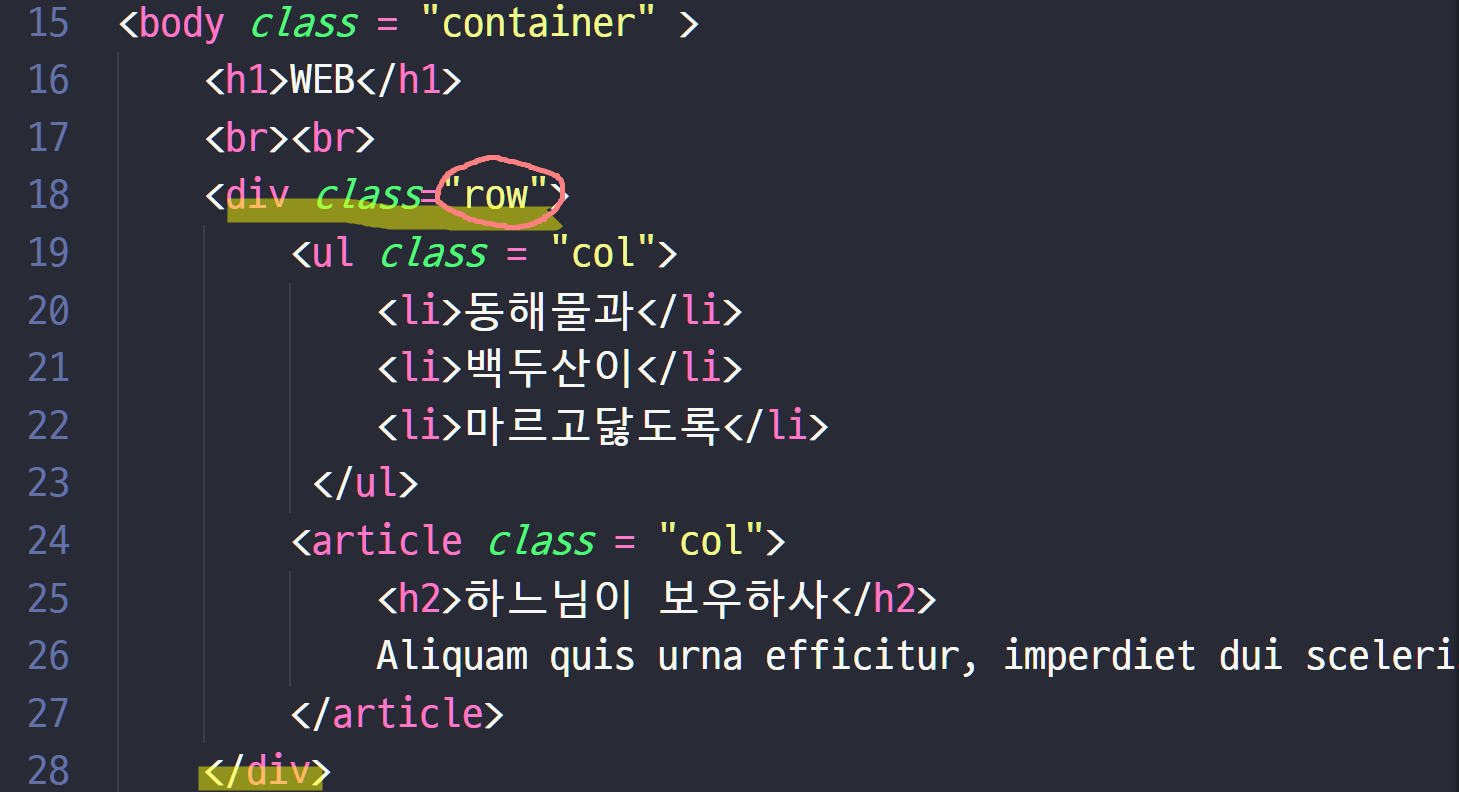 15 <body class = "container" >
16 <h1>WEB</h1>
17 <br><br>
18 <div class="row">
19 <ul class = "col">
20 <li>동해물과</li>
21 <li>백두산이</li>
22 <li>마르고닳도록</li>
23 </ul>
24 <article class = "col">
25 <h2>하느님이 보우하사</h2>
26 Aliquam quis urna efficitur, imperdiet dui sceleri
27 </article>
28 </div>